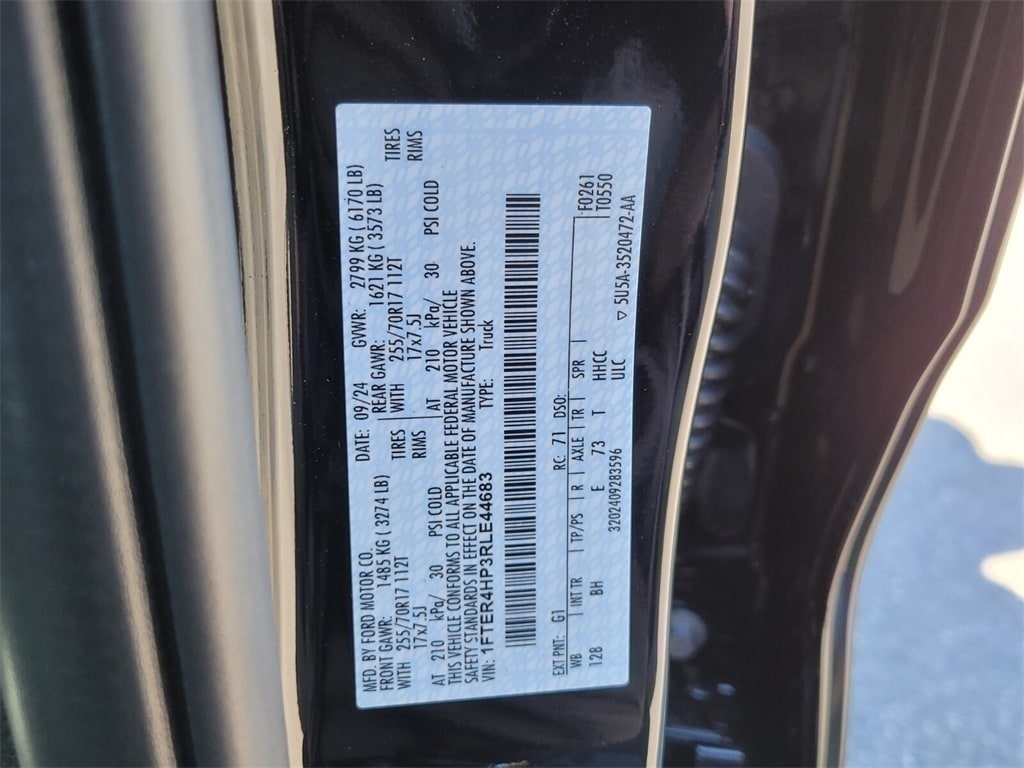 MFD. BY FORD MOTOR CO. DATE: 09/24 GVWR: 2799 KG ( 6170 LB)
FRONT GAWR: 1485 KG ( 3274 LB) REAR GAWR: 1621 KG ( 3573 LB)
WITH 255/70R17 112T TIRES WITH 255/70R17 112T TIRES
17x7.5J RIMS 17x7.5J RIMS
AT 210 kPa/ 30 PSI COLD AT 210 kPa/ 30 PSI COLD
THIS VEHICLE CONFORMS TO ALL APPLICABLE FEDERAL MOTOR VEHICLE
SAFETY STANDARDS IN EFFECT ON THE DATE OF MANUFACTURE SHOWN ABOVE.
VIN: 1FTER4HP3RLE44683 TYPE: Truck
EXT PNT: G1 RC: 71 DSO: F0261
WB INT TR TP/PS R AXLE TR SPR T0550
128 BH E 73 T HHCC
3202409283596 ULC ▽ 5U5A-3520472-AA